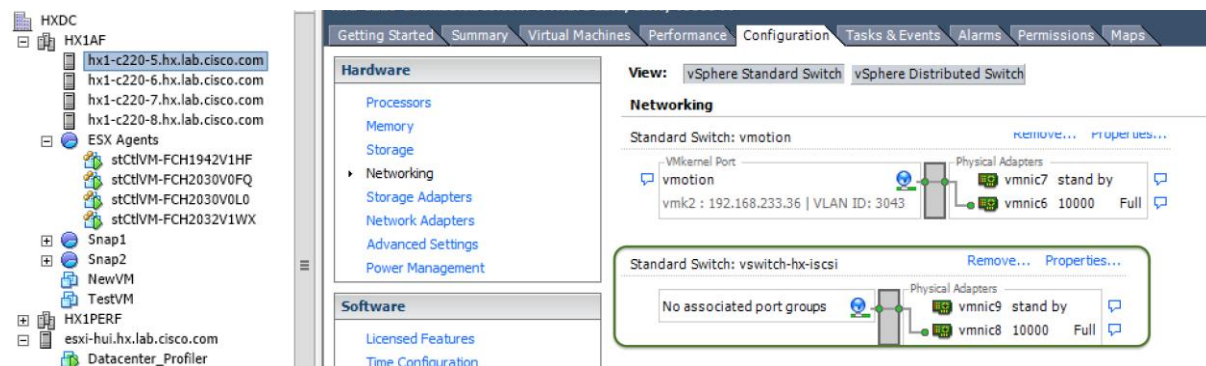 HXDC
HX1AF
hx1-c220-5.hx.lab.cisco.com
hx1-c220-6.hx.lab.cisco.com
hx1-c220-7.hx.lab.cisco.com
hx1-c220-8.hx.lab.cisco.com
ESX Agents
stCtlVM-FCH1942V1HF
stCtlVM-FCH2030V0FQ
stCtlVM-FCH2030V0L0
stCtlVM-FCH2032V1WX
Snap1
Snap2
NewVM
TestVM
HX1PERF
esxi-hui.hx.lab.cisco.com
Datacenter_Profiler
Getting Started Summary Virtual Machines Performance Configuration Tasks & Events Alarms Permissions Maps
Hardware
Processors
Memory
Storage
Networking
Storage Adapters
Network Adapters
Advanced Settings
Power Management
Software
Licensed Features
Time Configuration
View: vSphere Standard Switch vSphere Distributed Switch
Networking
Standard Switch: vmotion Remove... Properties...
VMkernel Port Physical Adapters
vmotion vmnic7 stand by
vmk2 : 192.168.233.36 | VLAN ID: 3043 vmnic6 10000 Full
Standard Switch: vswitch-hx-iscsi Remove... Properties...
Physical Adapters
No associated port groups vmnic9 stand by
vmnic8 10000 Full